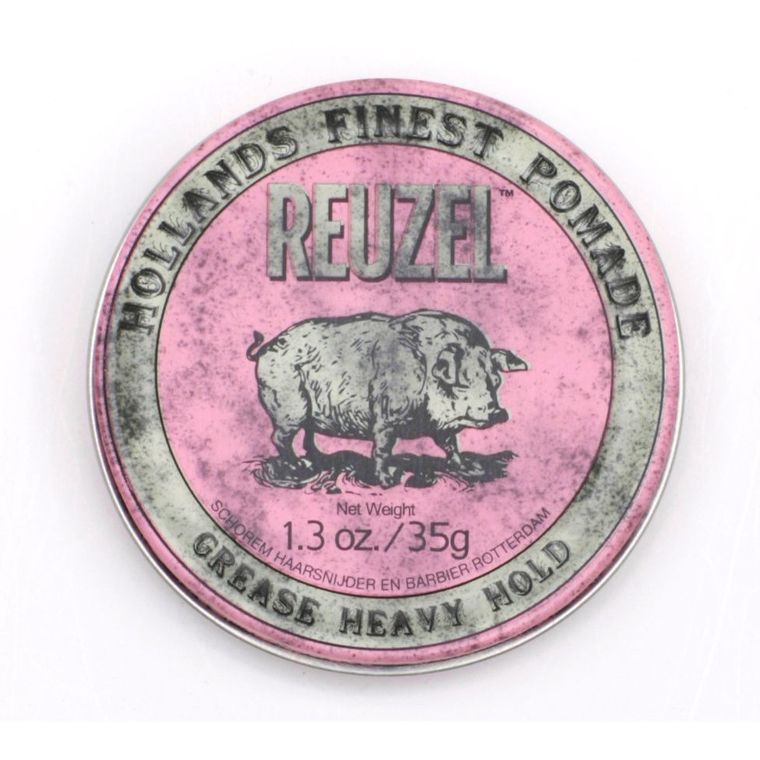 HOLLANDS FINEST POMADE
REUZEL™
Net Weight
1.3 oz./35g
SCHOREM HAARSNIJDER EN BARBIER ROTTERDAM
GREASE HEAVY HOLD